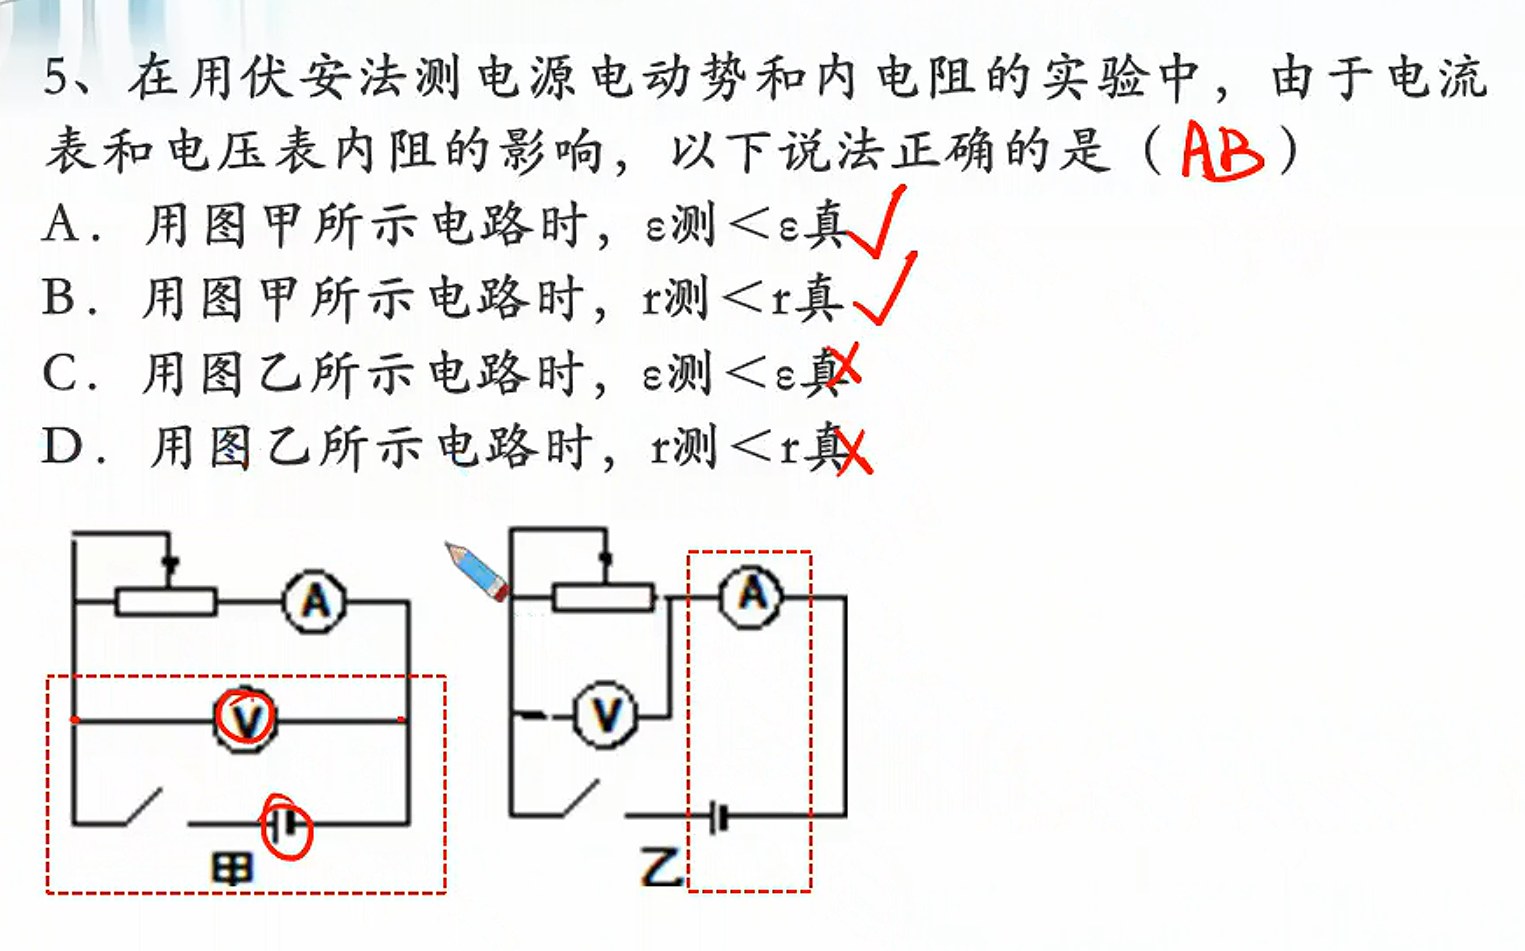 5、在用伏安法测电源电动势和内电阻的实验中，由于电流
表和电压表内阻的影响，以下说法正确的是（AB）
A．用图甲所示电路时，ε测＜ε真
B．用图甲所示电路时，r测＜r真
C．用图乙所示电路时，ε测＜ε真
D．用图乙所示电路时，r测＜r真
A
A
V
V
甲
乙